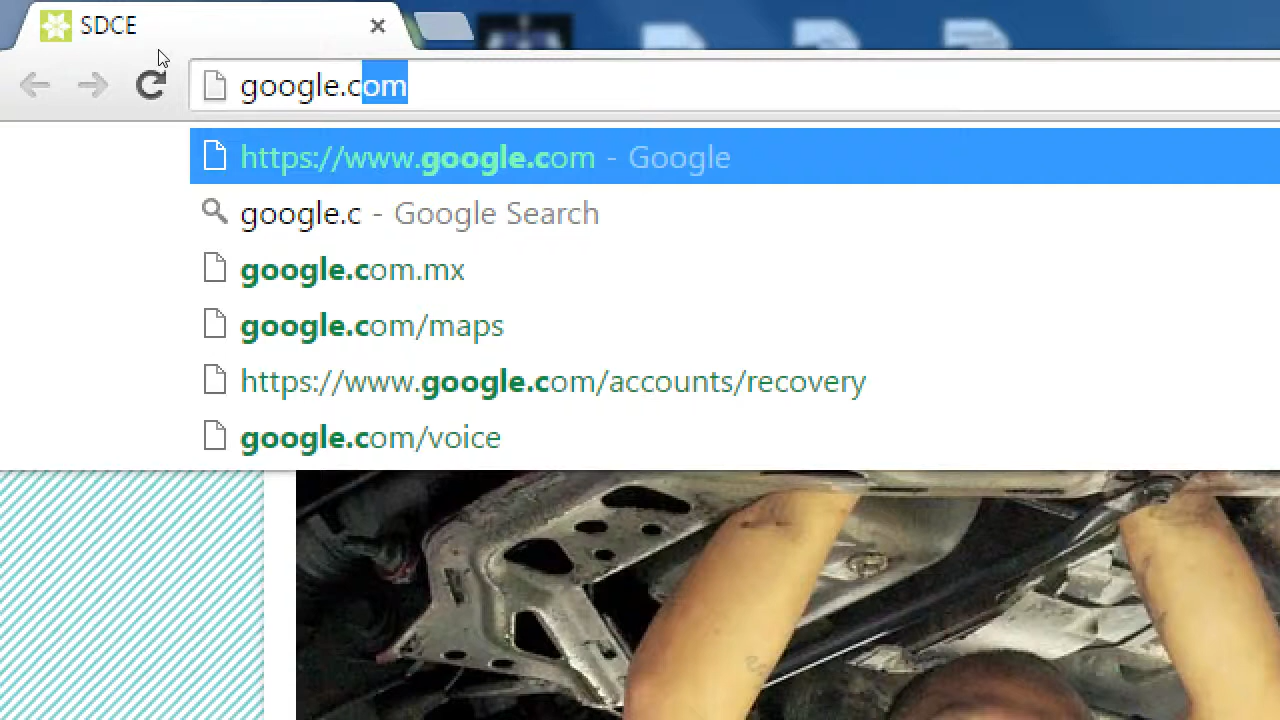 SDCE
google.com
https://www.google.com - Google
google.c - Google Search
google.com.mx
google.com/maps
https://www.google.com/accounts/recovery
google.com/voice